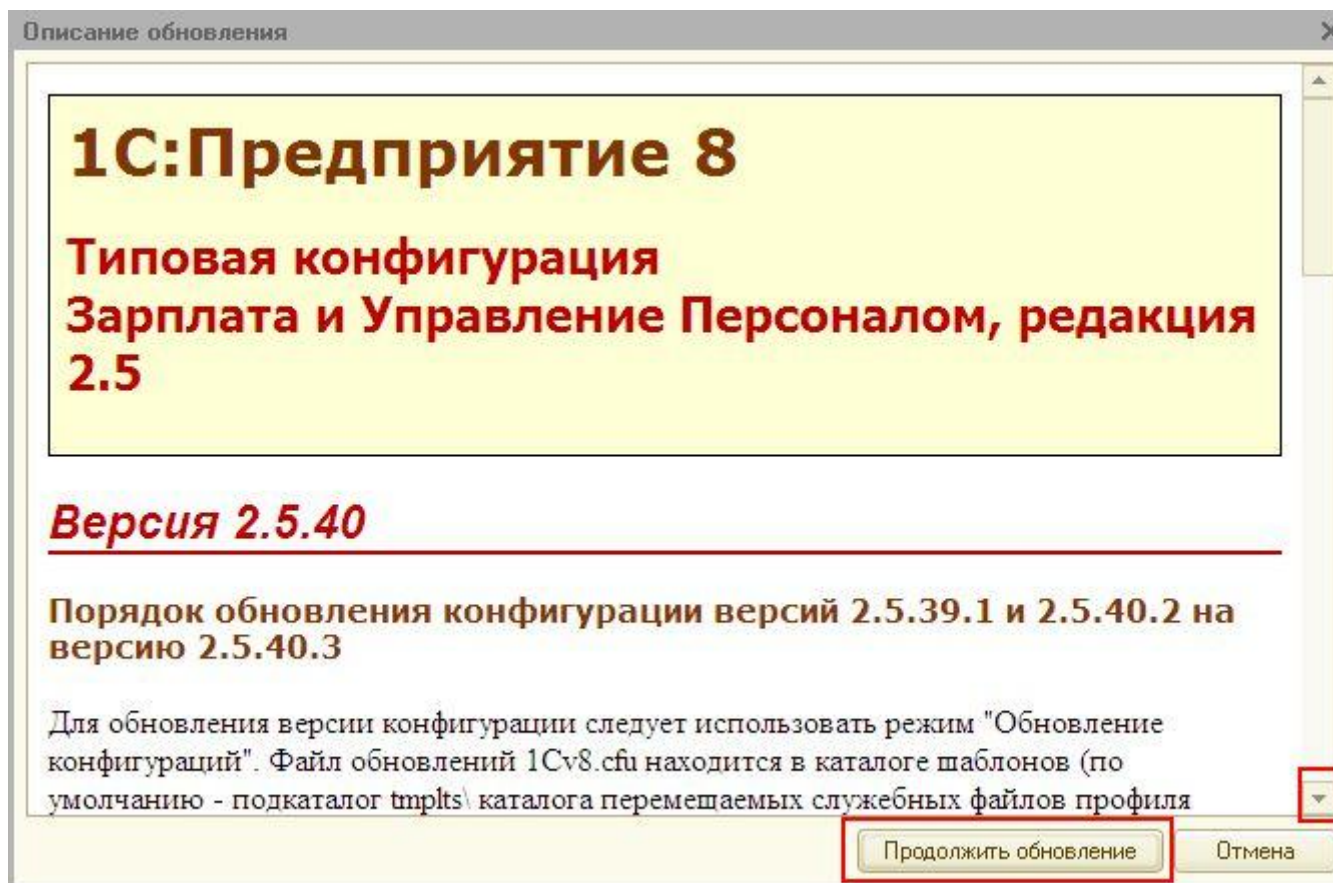 Описание обновления
1С:Предприятие 8
Типовая конфигурация
Зарплата и Управление Персоналом, редакция
2.5
Версия 2.5.40
Порядок обновления конфигурации версий 2.5.39.1 и 2.5.40.2 на
версию 2.5.40.3
Для обновления версии конфигурации следует использовать режим "Обновление
конфигураций". Файл обновлений 1Cv8.cfu находится в каталоге шаблонов (по
умолчанию - подкаталог tmplts\ каталога перемещаемых служебных файлов профиля
Продолжить обновление
Отмена